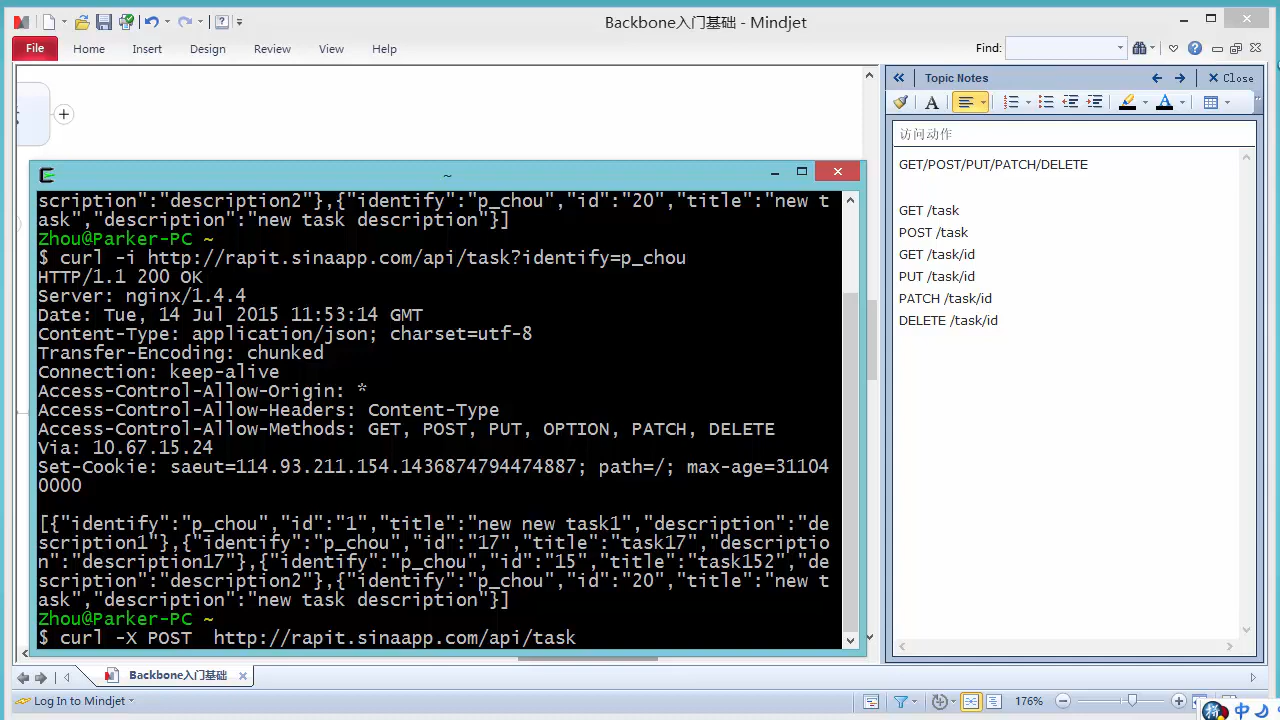 Backbone入门基础 - Mindjet
File Home Insert Design Review View Help
Find:
Topic Notes
Close
访问动作
GET/POST/PUT/PATCH/DELETE
GET /task
POST /task
GET /task/id
PUT /task/id
PATCH /task/id
DELETE /task/id
~
scription":"description2"},{"identify":"p_chou","id":"20","title":"new t
ask","description":"new task description"}]
Zhou@Parker-PC ~
$ curl -i http://rapit.sinaapp.com/api/task?identify=p_chou
HTTP/1.1 200 OK
Server: nginx/1.4.4
Date: Tue, 14 Jul 2015 11:53:14 GMT
Content-Type: application/json; charset=utf-8
Transfer-Encoding: chunked
Connection: keep-alive
Access-Control-Allow-Origin: *
Access-Control-Allow-Headers: Content-Type
Access-Control-Allow-Methods: GET, POST, PUT, OPTION, PATCH, DELETE
Via: 10.67.15.24
Set-Cookie: saeut=114.93.211.154.1436874794474887; path=/; max-age=31104
0000
[{"identify":"p_chou","id":"1","title":"new new task1","description":"de
scription1"},{"identify":"p_chou","id":"17","title":"task17","descriptio
n":"description17"},{"identify":"p_chou","id":"15","title":"task152","de
scription":"description2"},{"identify":"p_chou","id":"20","title":"new t
ask","description":"new task description"}]
Zhou@Parker-PC ~
$ curl -X POST  http://rapit.sinaapp.com/api/task
Backbone入门基础
Log In to Mindjet
176%
中